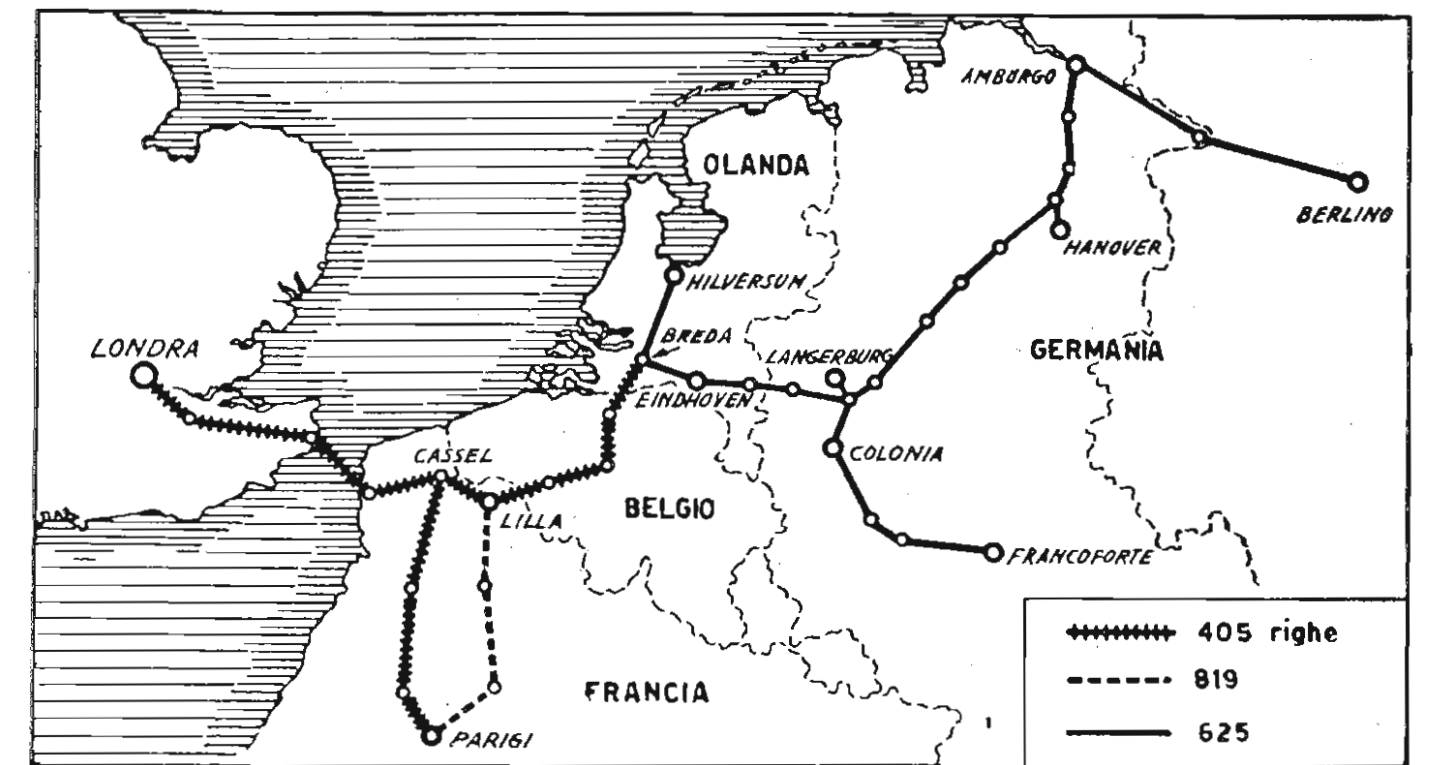 AMBURGO
OLANDA
BERLINO
HANOVER
HILVERSUM
LONDRA
BREDA
LANGERBURG
GERMANIA
EINDHOVEN
CASSEL
COLONIA
LILLA
BELGIO
FRANCOFORTE
405 righe
819
FRANCIA
625
PARIGI